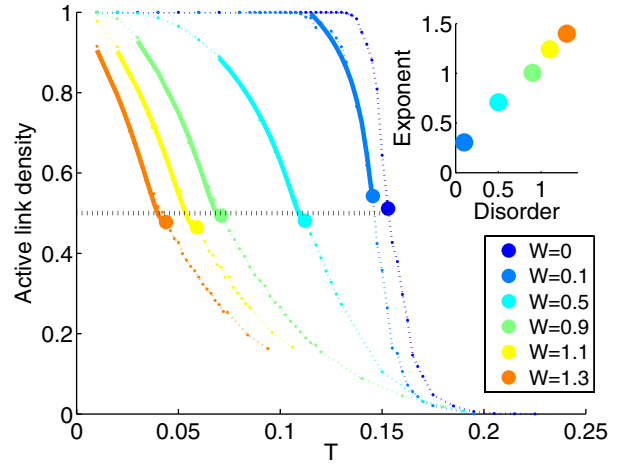 1
0.8
0.6
0.4
0.2
0
Active link density
0
0.05
0.1
0.15
0.2
0.25
T
1.5
1
0.5
0
Exponent
0
0.5
1
Disorder
W=0
W=0.1
W=0.5
W=0.9
W=1.1
W=1.3